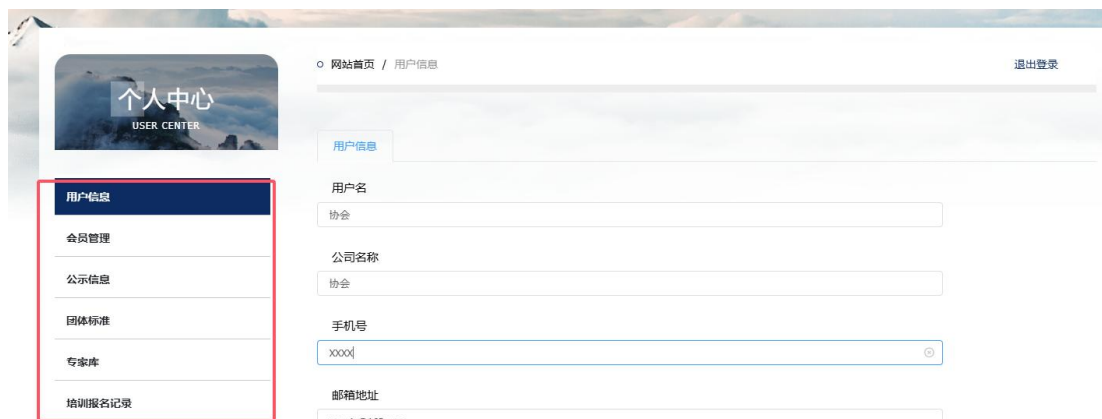 个人中心
USER CENTER
用户信息
会员管理
公示信息
团体标准
专家库
培训报名记录
网站首页 / 用户信息
退出登录
用户信息
用户名
协会
公司名称
协会
手机号
xxxx
邮箱地址